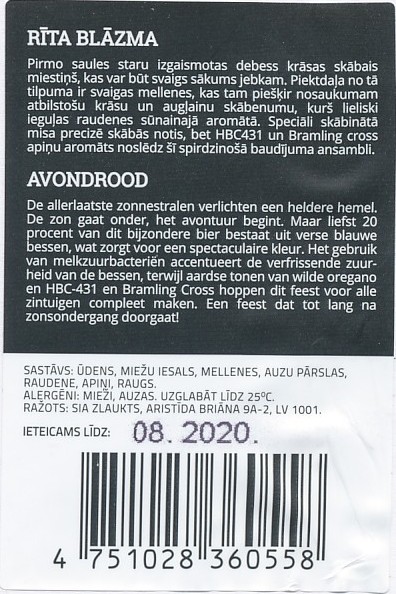 RĪTA BLĀZMA
Pirmo saules staru izgaismotas debess krāsas skābais
miestiņš, kas var būt svaigs sākums jebkam. Piektdaļa no tā
tilpuma ir svaigas mellenes, kas tam piešķir nosaukumam
atbilstošu krāsu un augļainu skābenumu, kurš lieliski
ieguļas raudenes sūnainajā aromātā. Speciāli skābinātā
misa precizē skābās notis, bet HBC431 un Bramling cross
apiņu aromāts noslēdz šī spirdzinošā baudījuma ansambli.
AVONDROOD
De allerlaatste zonnestralen verlichten een heldere hemel.
De zon gaat onder, het avontuur begint. Maar liefst 20
procent van dit bijzondere bier bestaat uit verse blauwe
bessen, wat zorgt voor een spectaculaire kleur. Het gebruik
van melkzuurbacteriën accentueert de verfrissende zuur-
heid van de bessen, terwijl aardse tonen van wilde oregano
en HBC-431 en Bramling Cross hoppen dit feest voor alle
zintuigen compleet maken. Een feest dat tot lang na
zonsondergang doorgaat!
SASTĀVS: ŪDENS, MIEŽU IESALS, MELLENES, AUZU PĀRSLAS,
RAUDENE, APIŅI, RAUGS.
ALERĢĒNI: MIEŽI, AUZAS. UZGLABĀT LĪDZ 25°C.
RAŽOTS: SIA ZLAUKTS, ARISTĪDA BRIĀNA 9A-2, LV 1001.
IETEICAMS LĪDZ: 08. 2020.
4 751028 360558